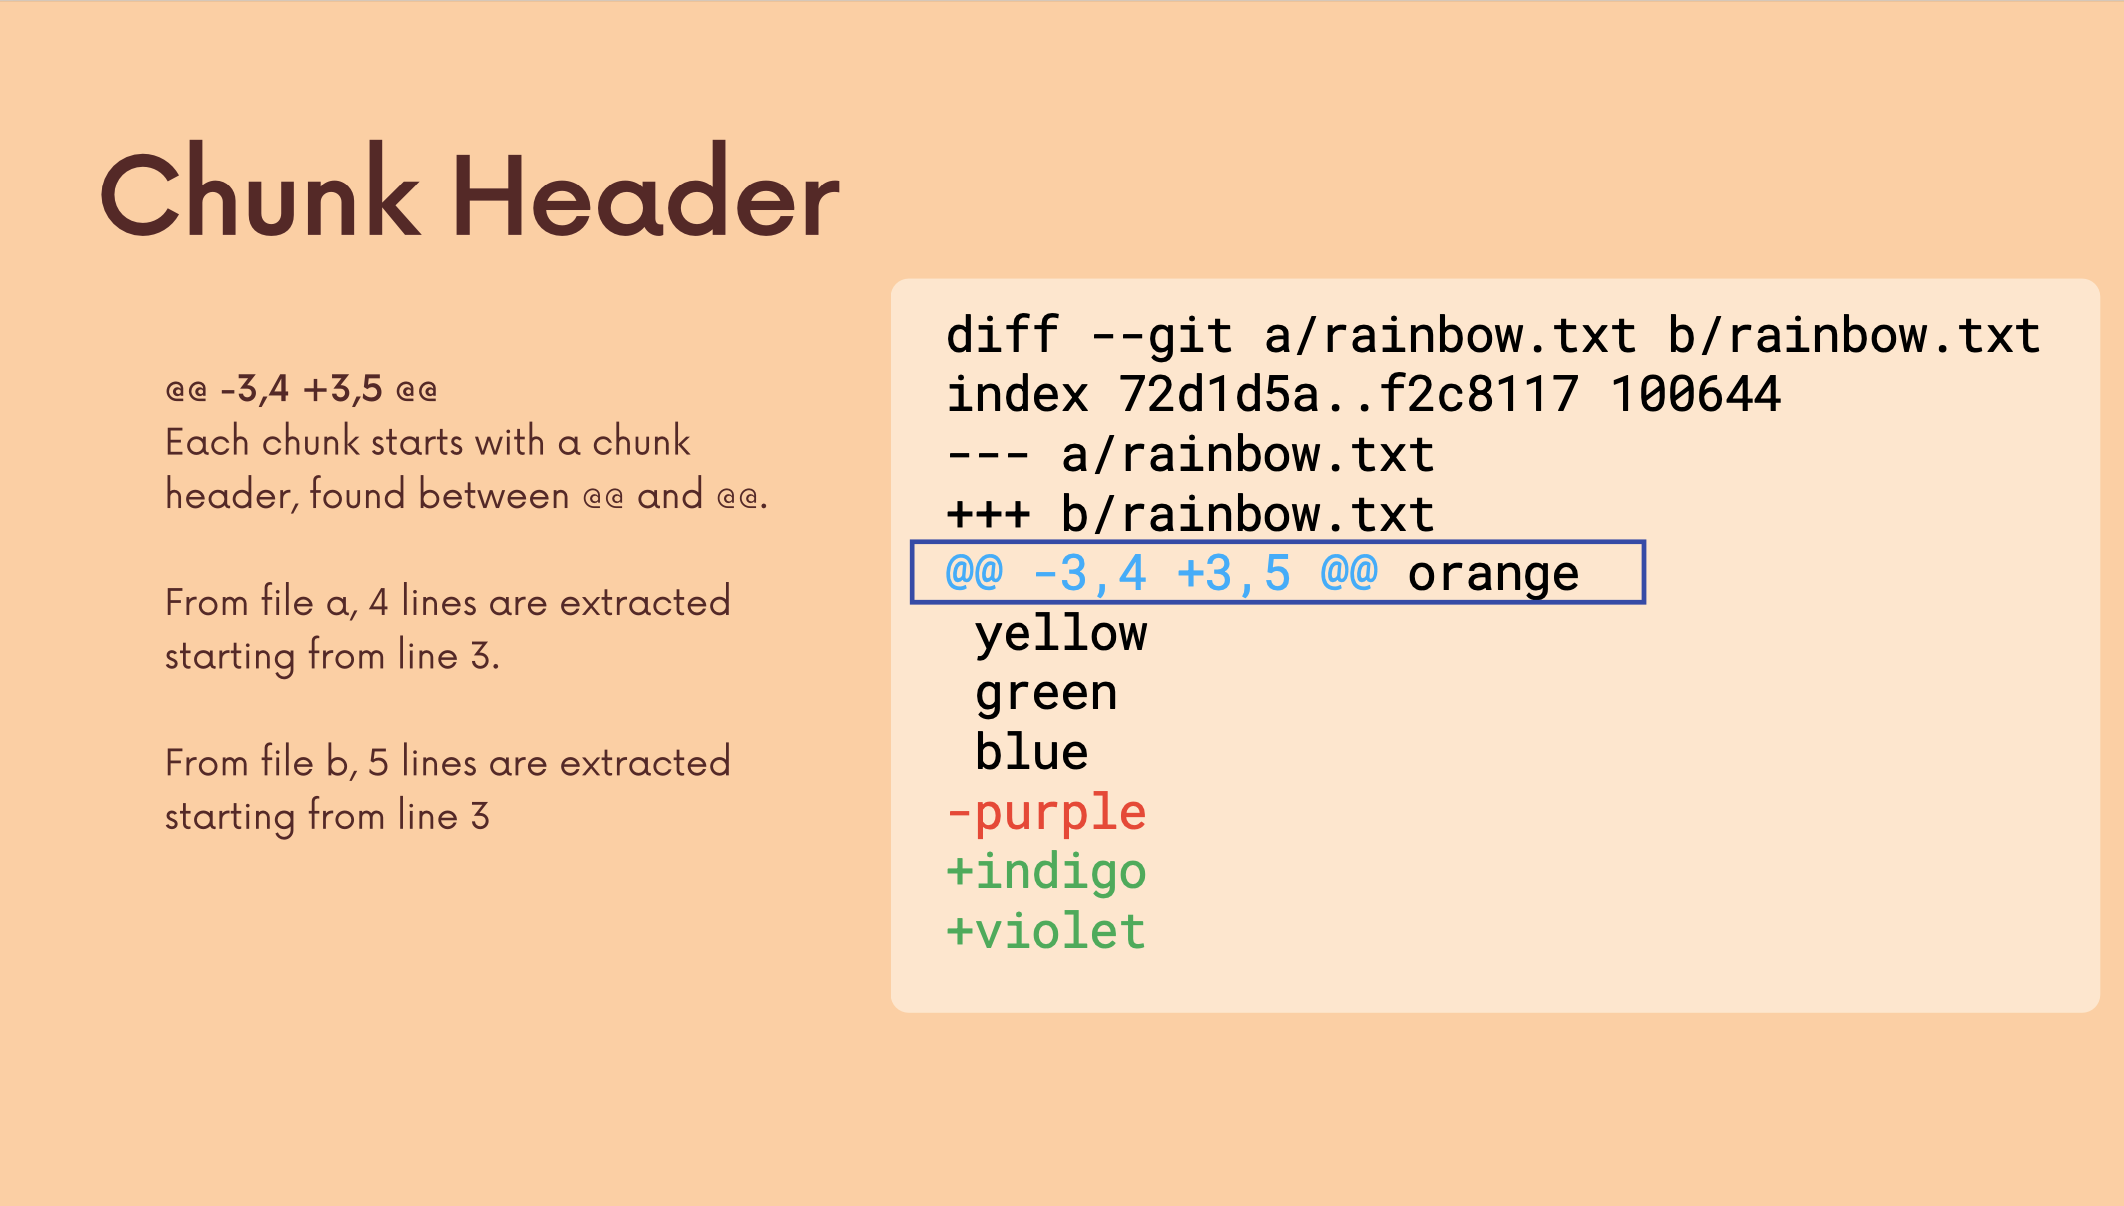 Chunk Header
@@ -3,4 +3,5 @@
Each chunk starts with a chunk
header, found between @@ and @@.
From file a, 4 lines are extracted
starting from line 3.
From file b, 5 lines are extracted
starting from line 3
diff --git a/rainbow.txt b/rainbow.txt
index 72d1d5a..f2c8117 100644
--- a/rainbow.txt
+++ b/rainbow.txt
@@ -3,4 +3,5 @@ orange
 yellow
 green
 blue
-purple
+indigo
+violet